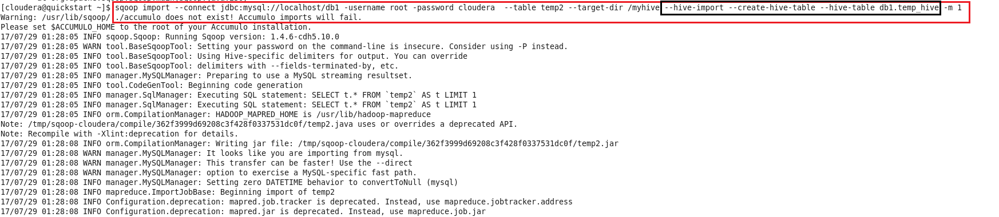 [cloudera@quickstart ~]$ sqoop import --connect jdbc:mysql://localhost/db1 -username root -password cloudera  --table temp2 --target-dir /myhive --hive-import --create-hive-table --hive-table db1.temp_hive -m 1
Warning: /usr/lib/sqoop/../accumulo does not exist! Accumulo imports will fail.
Please set $ACCUMULO_HOME to the root of your Accumulo installation.
17/07/29 01:28:05 INFO sqoop.Sqoop: Running Sqoop version: 1.4.6-cdh5.10.0
17/07/29 01:28:05 WARN tool.BaseSqoopTool: Setting your password on the command-line is insecure. Consider using -P instead.
17/07/29 01:28:05 INFO tool.BaseSqoopTool: Using Hive-specific delimiters for output. You can override
17/07/29 01:28:05 INFO tool.BaseSqoopTool: delimiters with --fields-terminated-by, etc.
17/07/29 01:28:05 INFO manager.MySQLManager: Preparing to use a MySQL streaming resultset.
17/07/29 01:28:05 INFO tool.CodeGenTool: Beginning code generation
17/07/29 01:28:05 INFO manager.SqlManager: Executing SQL statement: SELECT t.* FROM `temp2` AS t LIMIT 1
17/07/29 01:28:05 INFO manager.SqlManager: Executing SQL statement: SELECT t.* FROM `temp2` AS t LIMIT 1
17/07/29 01:28:05 INFO orm.CompilationManager: HADOOP_MAPRED_HOME is /usr/lib/hadoop-mapreduce
Note: /tmp/sqoop-cloudera/compile/362f3999d69208c3f428f0337531dc0f/temp2.java uses or overrides a deprecated API.
Note: Recompile with -Xlint:deprecation for details.
17/07/29 01:28:08 INFO orm.CompilationManager: Writing jar file: /tmp/sqoop-cloudera/compile/362f3999d69208c3f428f0337531dc0f/temp2.jar
17/07/29 01:28:08 WARN manager.MySQLManager: It looks like you are importing from mysql.
17/07/29 01:28:08 WARN manager.MySQLManager: This transfer can be faster! Use the --direct
17/07/29 01:28:08 WARN manager.MySQLManager: option to exercise a MySQL-specific fast path.
17/07/29 01:28:08 INFO manager.MySQLManager: Setting zero DATETIME behavior to convertToNull (mysql)
17/07/29 01:28:08 INFO mapreduce.ImportJobBase: Beginning import of temp2
17/07/29 01:28:08 INFO Configuration.deprecation: mapred.job.tracker is deprecated. Instead, use mapreduce.jobtracker.address
17/07/29 01:28:08 INFO Configuration.deprecation: mapred.jar is deprecated. Instead, use mapreduce.job.jar